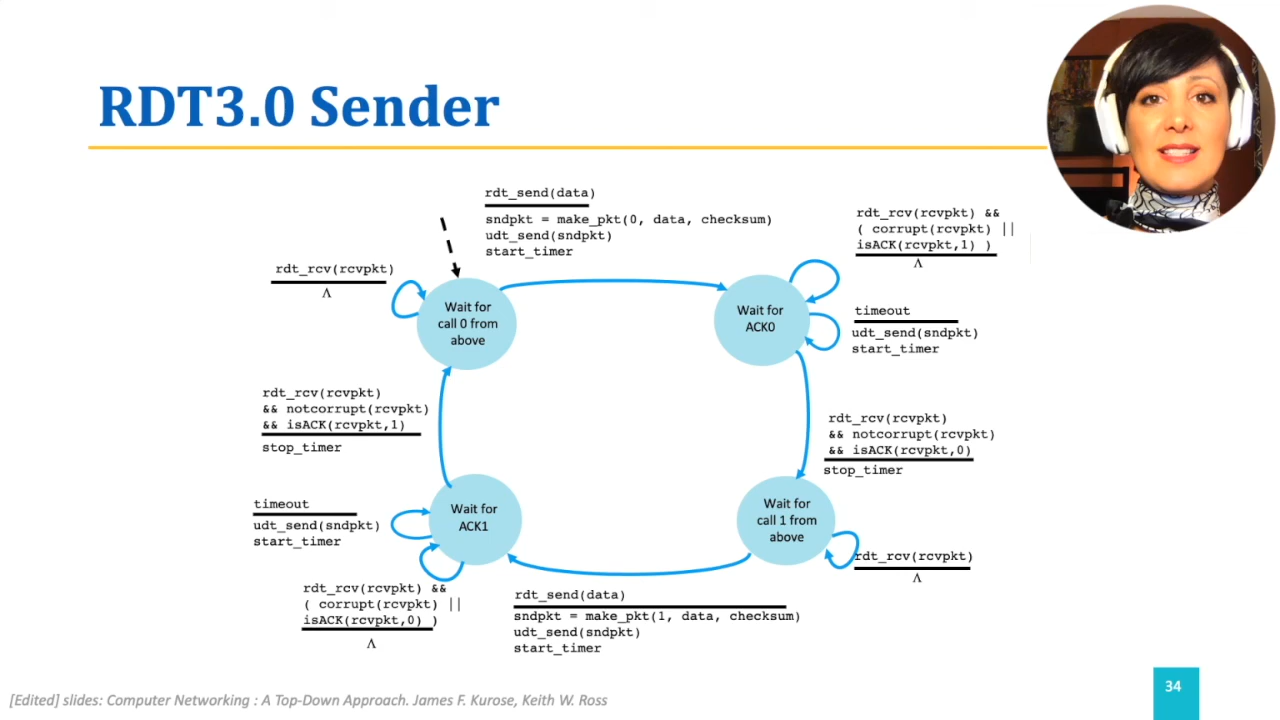 RDT3.0 Sender
rdt_send(data)
sndpkt = make_pkt(0, data, checksum)
udt_send(sndpkt)
start_timer
rdt_rcv(rcvpkt) &&
( corrupt(rcvpkt) ||
isACK(rcvpkt,1) )
Λ
rdt_rcv(rcvpkt)
Λ
Wait for
call 0 from
above
Wait for
ACK0
timeout
udt_send(sndpkt)
start_timer
rdt_rcv(rcvpkt)
&& notcorrupt(rcvpkt)
&& isACK(rcvpkt,1)
stop_timer
rdt_rcv(rcvpkt)
&& notcorrupt(rcvpkt)
&& isACK(rcvpkt,0)
stop_timer
timeout
udt_send(sndpkt)
start_timer
Wait for
ACK1
Wait for
call 1 from
above
rdt_rcv(rcvpkt)
Λ
rdt_rcv(rcvpkt) &&
( corrupt(rcvpkt) ||
isACK(rcvpkt,0) )
Λ
rdt_send(data)
sndpkt = make_pkt(1, data, checksum)
udt_send(sndpkt)
start_timer
[Edited] slides: Computer Networking : A Top-Down Approach. James F. Kurose, Keith W. Ross
34